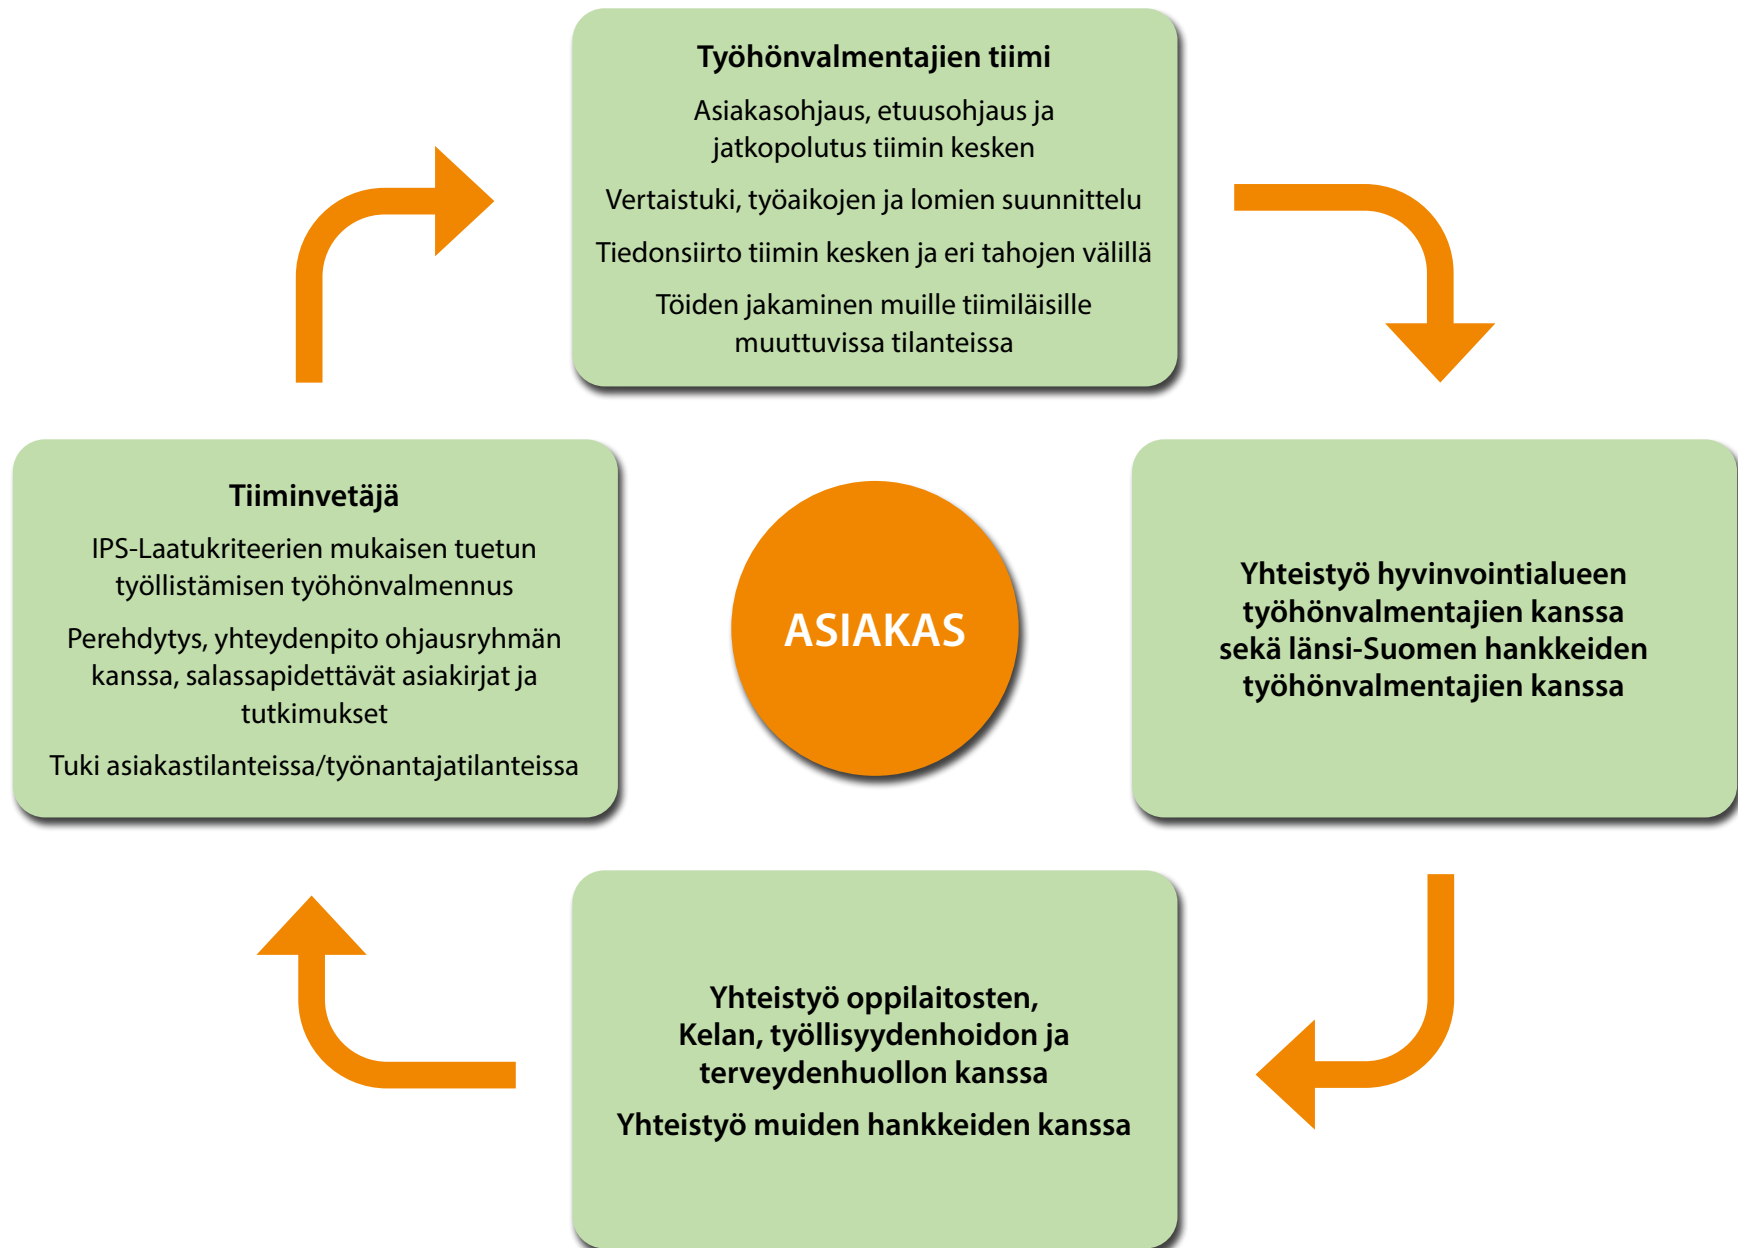 Työhönvalmentajien tiimi
Asiakasohjaus, etuusohjaus ja
jatkopolutus tiimin kesken
Vertaistuki, työaikojen ja lomien suunnittelu
Tiedonsiirto tiimin kesken ja eri tahojen välillä
Töiden jakaminen muille tiimiläisille
muuttuvissa tilanteissa
Tiiminvetäjä
IPS-Laatukriteerien mukaisen tuetun
työllistämisen työhönvalmennus
Perehdytys, yhteydenpito ohjausryhmän
kanssa, salassapidettävät asiakirjat ja
tutkimukset
Tuki asiakastilanteissa/työnantajatilanteissa
ASIAKAS
Yhteistyö hyvinvointialueen
työhönvalmentajien kanssa
sekä länsi-Suomen hankkeiden
työhönvalmentajien kanssa
Yhteistyö oppilaitosten,
Kelan, työllisyydenhoidon ja
terveydenhuollon kanssa
Yhteistyö muiden hankkeiden kanssa